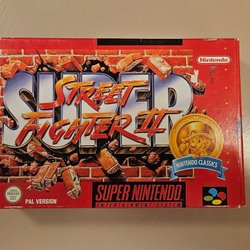 Nintendo
SUPER
STREET
FIGHTER II
NINTENDO CLASSICS
PAL VERSION
SUPER NINTENDO
ENTERTAINMENT SYSTEM